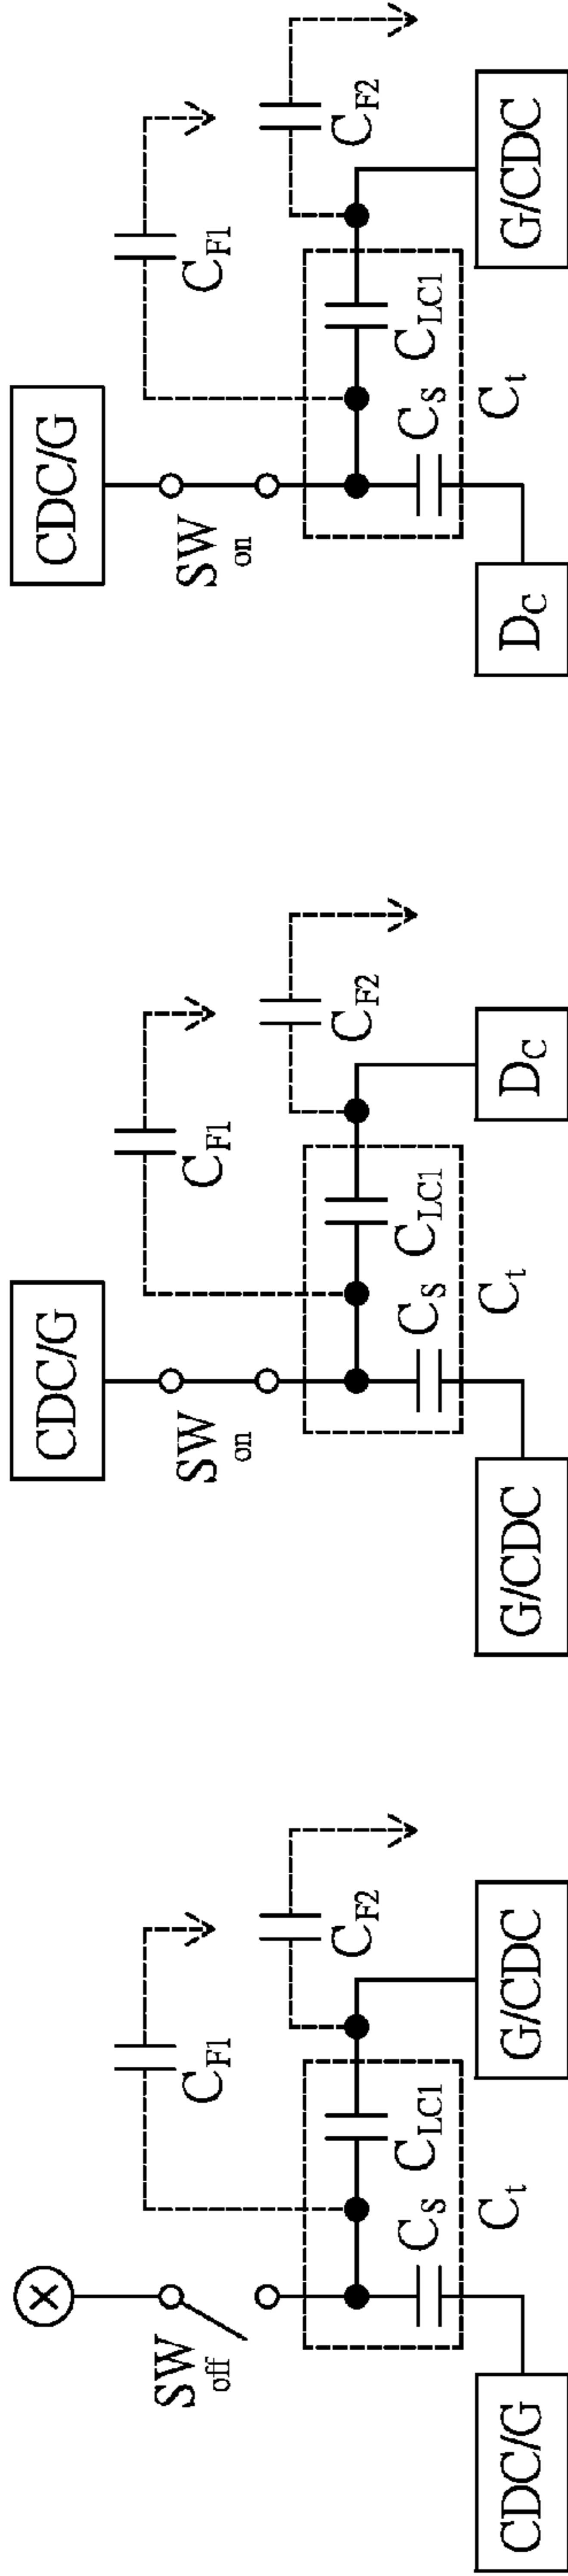 SW
off
C_F1
C_F2
C_LC1
C_S
C_t
CDC/G
G/CDC
CDC/G
SW
on
C_F1
C_F2
C_LC1
C_S
C_t
G/CDC
D_C
CDC/G
SW
on
C_F1
C_F2
C_LC1
C_S
C_t
D_C
G/CDC